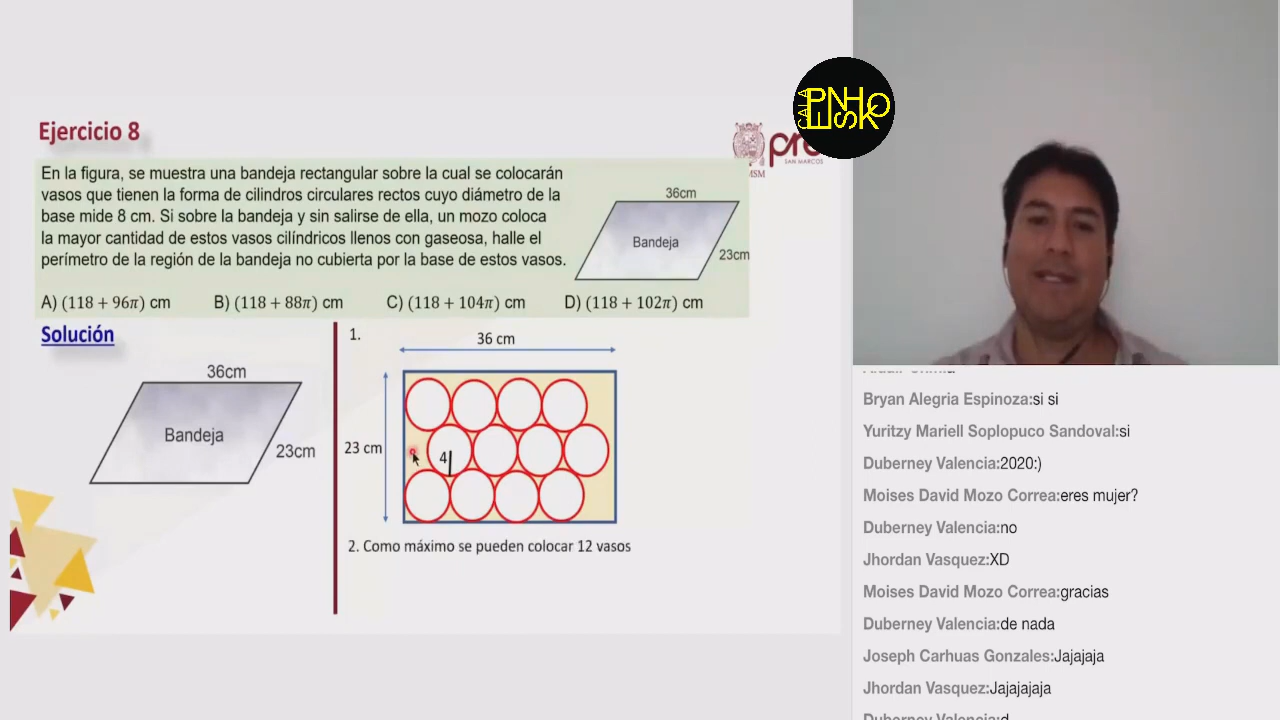 Ejercicio 8
En la figura, se muestra una bandeja rectangular sobre la cual se colocarán
vasos que tienen la forma de cilindros circulares rectos cuyo diámetro de la
base mide 8 cm. Si sobre la bandeja y sin salirse de ella, un mozo coloca
la mayor cantidad de estos vasos cilíndricos llenos con gaseosa, halle el
perímetro de la región de la bandeja no cubierta por la base de estos vasos.
36cm
Bandeja
23cm
A) (118 + 96π) cm B) (118 + 88π) cm C) (118 + 104π) cm D) (118 + 102π) cm
Solución
36cm
Bandeja
23cm
1.
36 cm
23 cm
4
2. Como máximo se pueden colocar 12 vasos
pre
SAN MARCOS
CALA
PNHO
ESK
Bryan Alegria Espinoza:si si
Yuritzy Mariell Soplopuco Sandoval:si
Duberney Valencia:2020:)
Moises David Mozo Correa:eres mujer?
Duberney Valencia:no
Jhordan Vasquez:XD
Moises David Mozo Correa:gracias
Duberney Valencia:de nada
Joseph Carhuas Gonzales:Jajajaja
Jhordan Vasquez:Jajajajaja